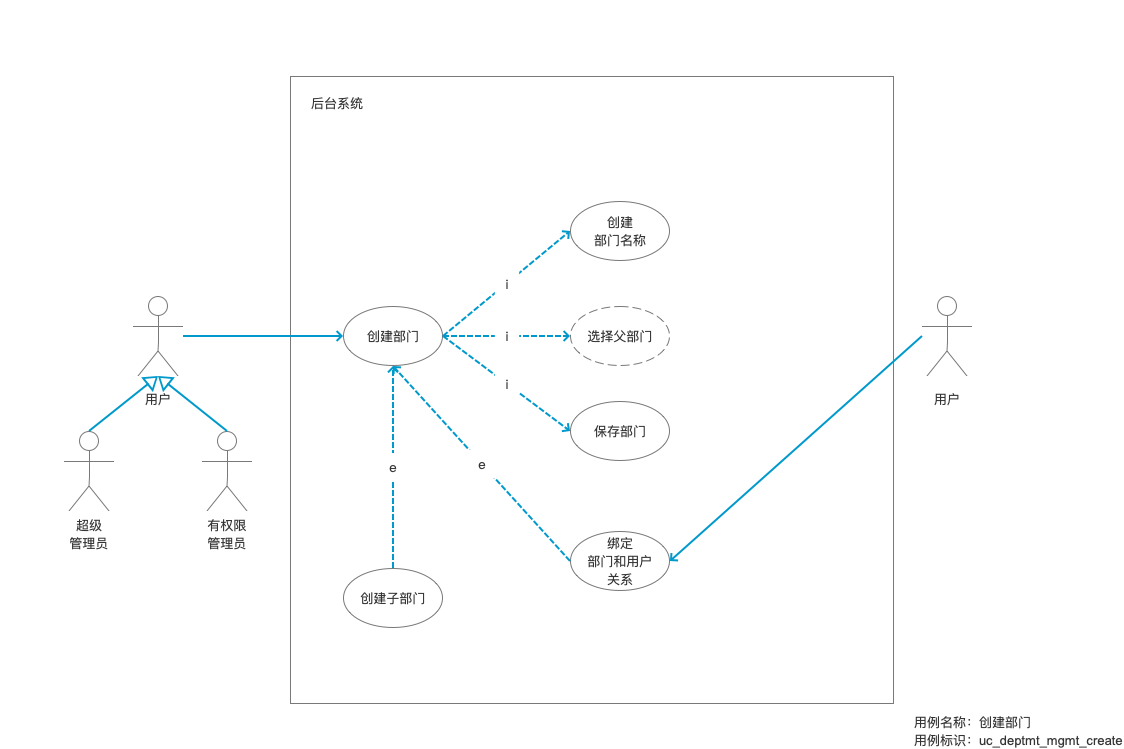 后台系统
创建
部门名称
i
创建部门
i
选择父部门
i
保存部门
用户
用户
e
e
超级
管理员
有权限
管理员
绑定
部门和用户
关系
创建子部门
用例名称：创建部门
用例标识：uc_deptmt_mgmt_create